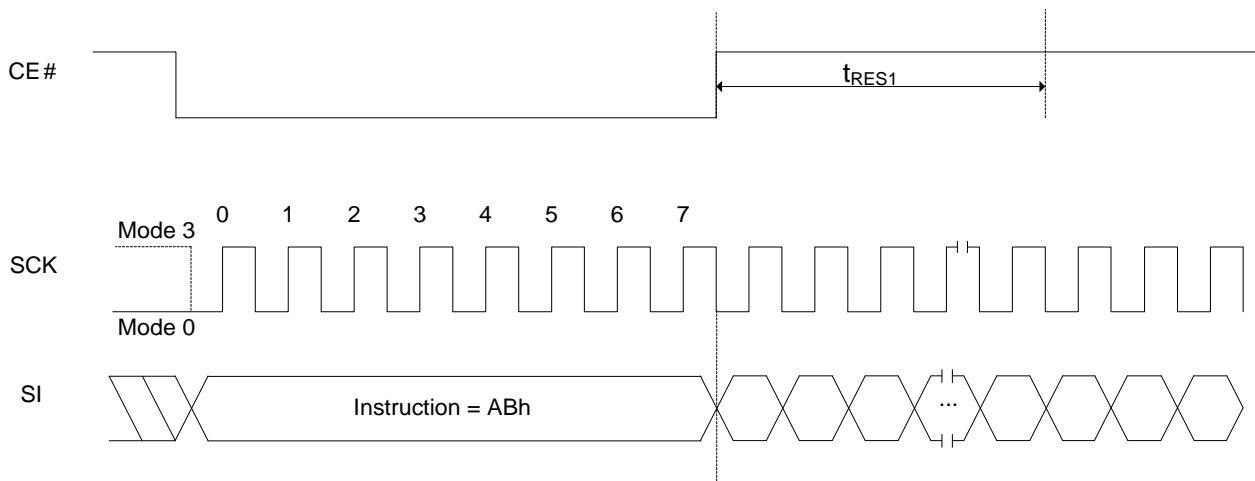 CE#
tRES1
0 1 2 3 4 5 6 7
Mode 3
SCK
Mode 0
SI
Instruction = ABh
...